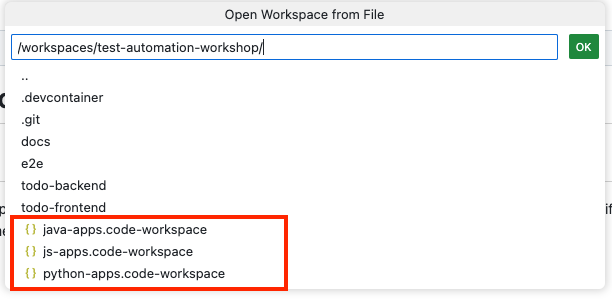 Open Workspace from File
/workspaces/test-automation-workshop/
OK
..
.devcontainer
.git
docs
e2e
todo-backend
todo-frontend
{ } java-apps.code-workspace
{ } js-apps.code-workspace
{ } python-apps.code-workspace